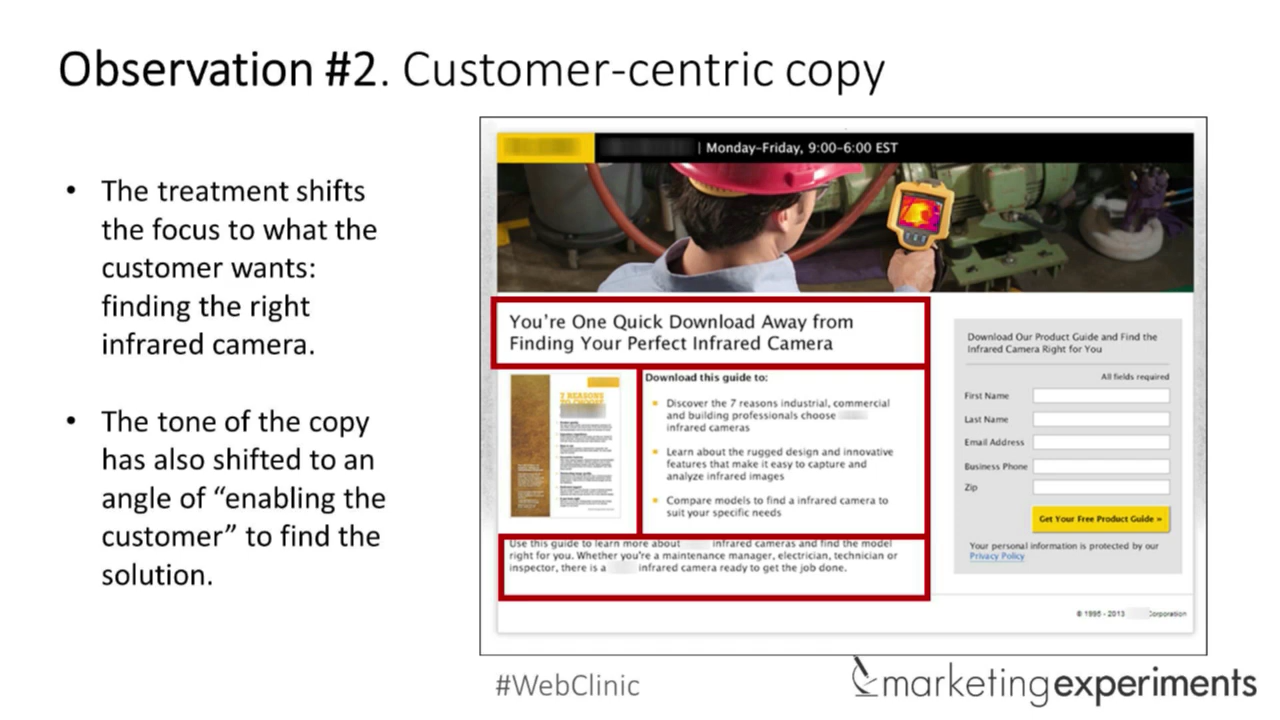 Observation #2. Customer-centric copy
• The treatment shifts
the focus to what the
customer wants:
finding the right
infrared camera.
• The tone of the copy
has also shifted to an
angle of “enabling the
customer” to find the
solution.
| Monday–Friday, 9:00–6:00 EST
You’re One Quick Download Away from
Finding Your Perfect Infrared Camera
7 REASONS
Download this guide to:
Discover the 7 reasons industrial, commercial
and building professionals choose
infrared cameras
Learn about the rugged design and innovative
features that make it easy to capture and
analyze infrared images
Compare models to find a infrared camera to
suit your specific needs
Use this guide to learn more about infrared cameras and find the model
right for you. Whether you’re a maintenance manager, electrician, technician or
inspector, there is a infrared camera ready to get the job done.
Download Our Product Guide and Find the
Infrared Camera Right for You
All fields required
First Name
Last Name
Email Address
Business Phone
Zip
Get Your Free Product Guide »
Your personal information is protected by our
Privacy Policy
© 1995 - 2013 Corporation
#WebClinic
marketingexperiments